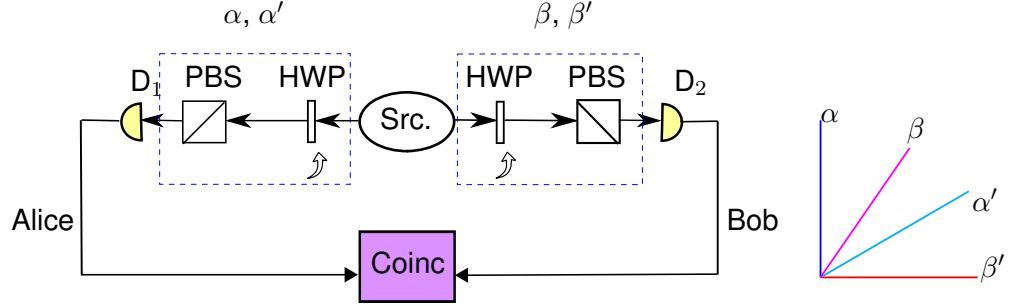 α, α′
β, β′
D₁
PBS
HWP
Src.
HWP
PBS
D₂
Alice
Coinc
Bob
α
β
α′
β′